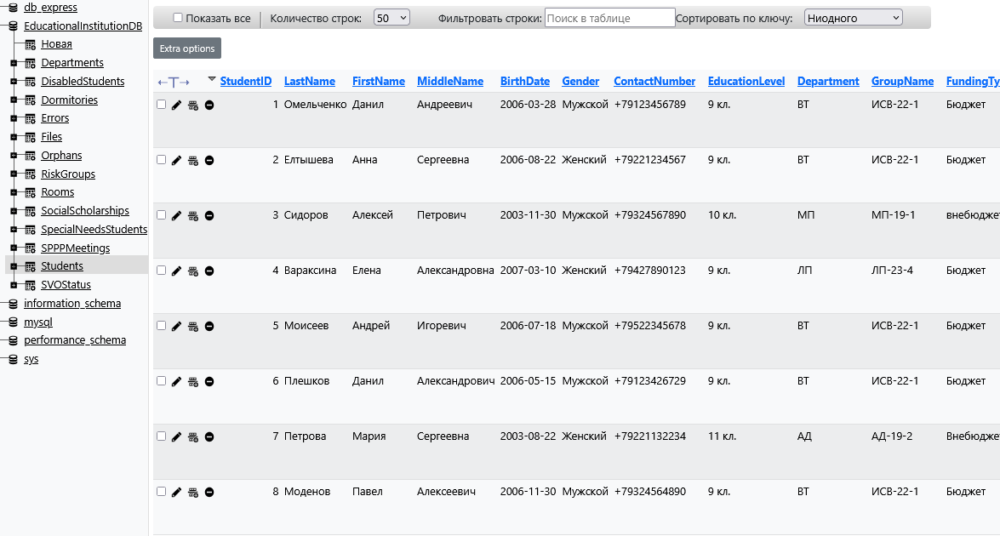 db_express
EducationalInstitutionDB
Новая
Departments
DisabledStudents
Dormitories
Errors
Files
Orphans
RiskGroups
Rooms
SocialScholarships
SpecialNeedsStudents
SPPPMeetings
Students
SVOStatus
information_schema
mysql
performance_schema
sys
Показать все Количество строк: 50 Фильтровать строки: Поиск в таблице Сортировать по ключу: Ниодного
Extra options
←T→ StudentID LastName FirstName MiddleName BirthDate Gender ContactNumber EducationLevel Department GroupName FundingTy
1 Омельченко Данил Андреевич 2006-03-28 Мужской +79123456789 9 кл. ВТ ИСВ-22-1 Бюджет
2 Елтышева Анна Сергеевна 2006-08-22 Женский +79221234567 9 кл. ВТ ИСВ-22-1 Бюджет
3 Сидоров Алексей Петрович 2003-11-30 Мужской +79324567890 10 кл. МП МП-19-1 внебюдже
4 Вараксина Елена Александровна 2007-03-10 Женский +79427890123 9 кл. ЛП ЛП-23-4 Бюджет
5 Моисеев Андрей Игоревич 2006-07-18 Мужской +79522345678 9 кл. ВТ ИСВ-22-1 Бюджет
6 Плешков Данил Александрович 2006-05-15 Мужской +79123426729 9 кл. ВТ ИСВ-22-1 Бюджет
7 Петрова Мария Сергеевна 2003-08-22 Женский +79221132234 11 кл. АД АД-19-2 Внебюдже
8 Моденов Павел Алексеевич 2006-11-30 Мужской +79324564890 9 кл. ВТ ИСВ-22-1 Бюджет